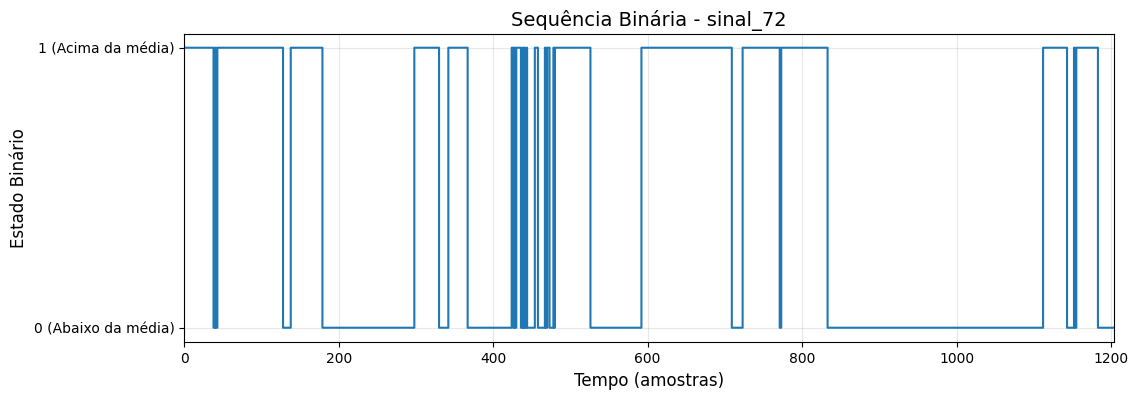 Sequência Binária - sinal_72
Estado Binário
1 (Acima da média)
0 (Abaixo da média)
0 200 400 600 800 1000 1200
Tempo (amostras)